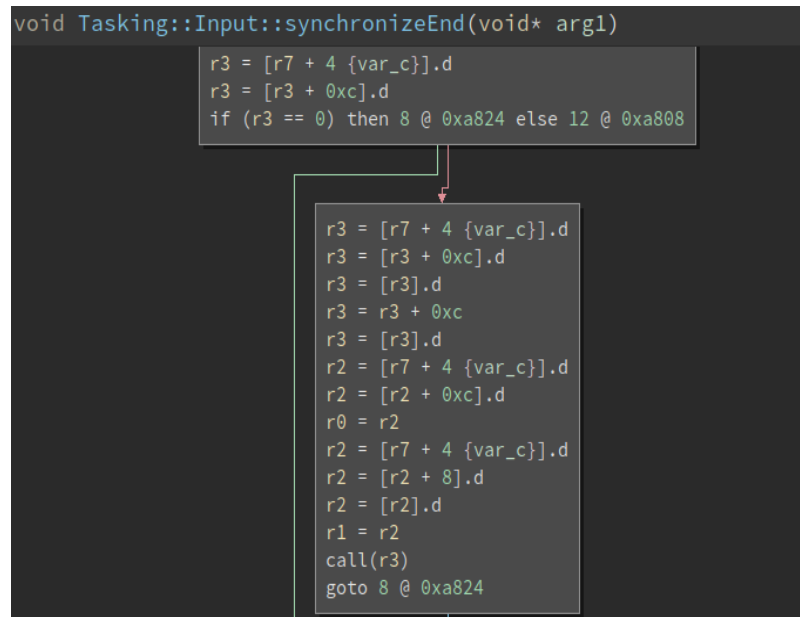 void Tasking::Input::synchronizeEnd(void* arg1)
r3 = [r7 + 4 {var_c}].d
r3 = [r3 + 0xc].d
if (r3 == 0) then 8 @ 0xa824 else 12 @ 0xa808
r3 = [r7 + 4 {var_c}].d
r3 = [r3 + 0xc].d
r3 = [r3].d
r3 = r3 + 0xc
r3 = [r3].d
r2 = [r7 + 4 {var_c}].d
r2 = [r2 + 0xc].d
r0 = r2
r2 = [r7 + 4 {var_c}].d
r2 = [r2 + 8].d
r2 = [r2].d
r1 = r2
call(r3)
goto 8 @ 0xa824